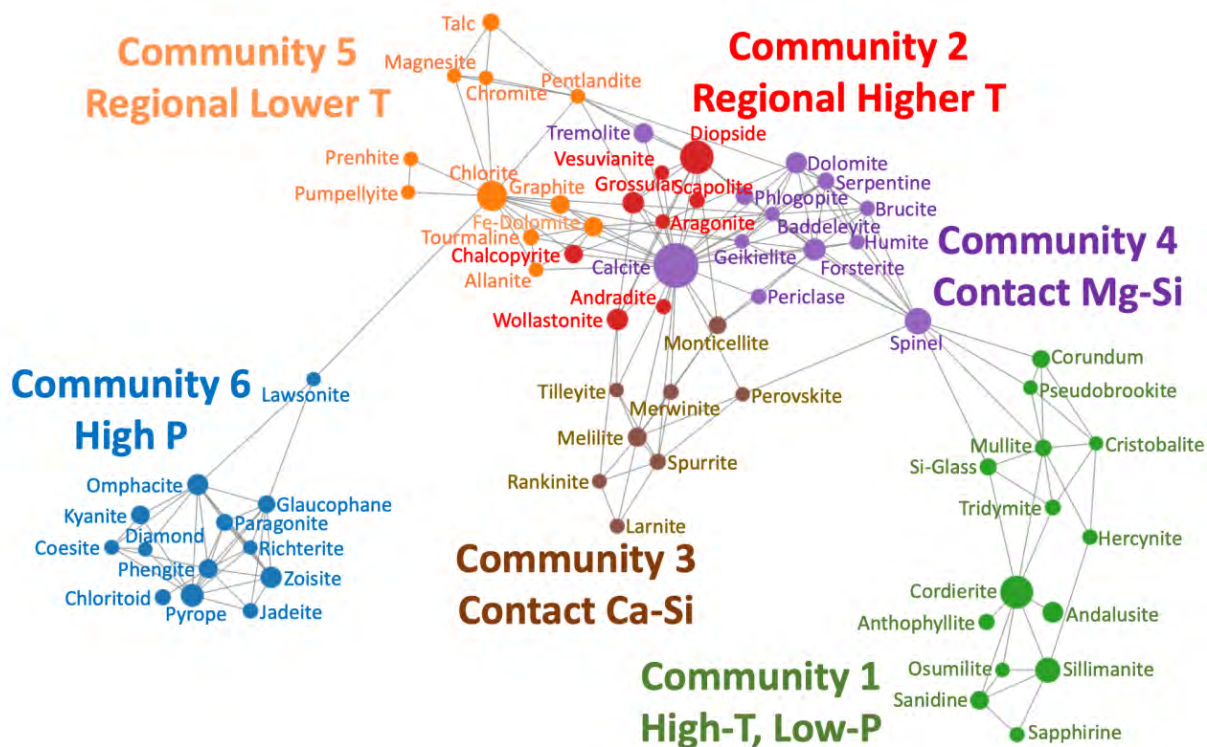 Talc
Community 5
Regional Lower T
Magnesite
Chromite
Pentlandite
Community 2
Regional Higher T
Tremolite
Diopside
Vesuvianite
Dolomite
Prenhite
Pumpellyite
Chlorite
Graphite
Grossular
Scapolite
Phlogopite
Serpentine
Fe-Dolomite
Aragonite
Baddeleyite
Brucite
Tourmaline
Chalcopyrite
Calcite
Geikielite
Humite
Forsterite
Community 4
Contact Mg-Si
Allanite
Andradite
Periclase
Wollastonite
Monticellite
Spinel
Community 6
High P
Lawsonite
Tilleyite
Merwinite
Perovskite
Corundum
Pseudobrookite
Melilite
Spurrite
Rankinite
Larnite
Mullite
Cristobalite
Si-Glass
Tridymite
Hercynite
Omphacite
Glaucophane
Kyanite
Paragonite
Diamond
Coesite
Richterite
Phengite
Zoisite
Chloritoid
Pyrope
Jadeite
Community 3
Contact Ca-Si
Cordierite
Anthophyllite
Andalusite
Osumilite
Sillimanite
Sanidine
Sapphirine
Community 1
High-T, Low-P